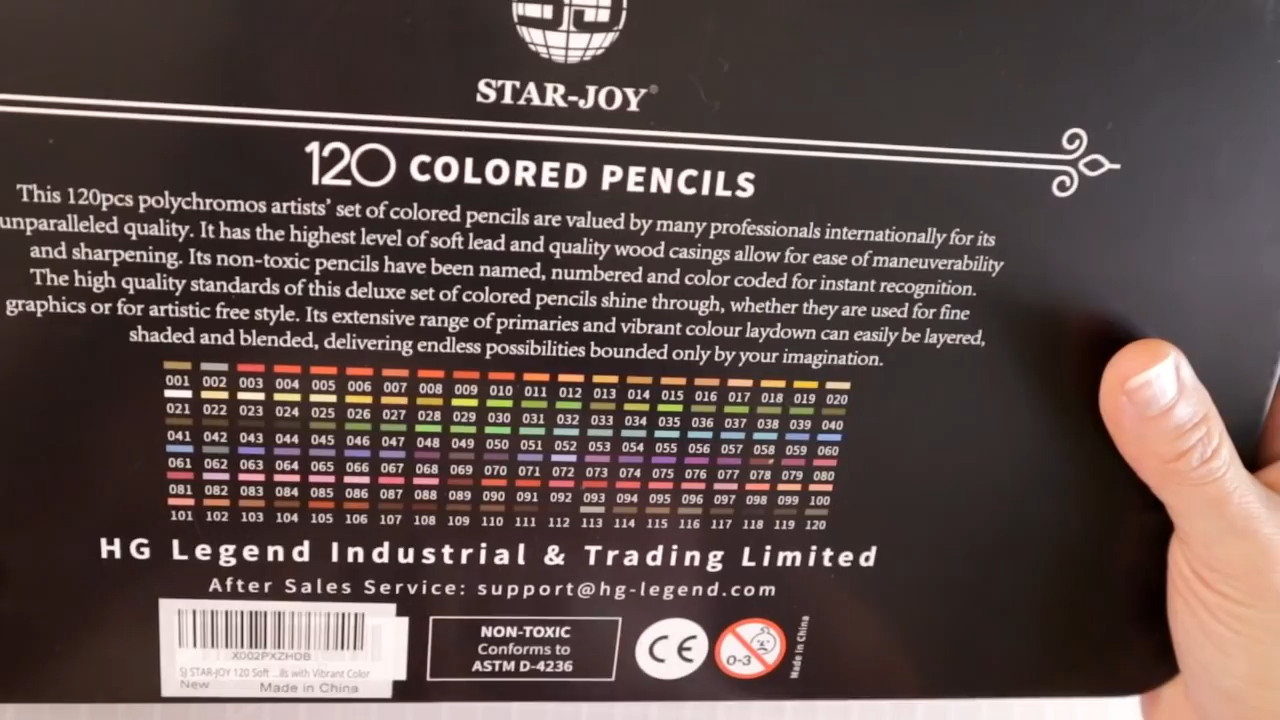 SJ
STAR-JOY®
120 COLORED PENCILS
This 120pcs polychromos artists' set of colored pencils are valued by many professionals internationally for its
unparalleled quality. It has the highest level of soft lead and quality wood casings allow for ease of maneuverability
and sharpening. Its non-toxic pencils have been named, numbered and color coded for instant recognition.
The high quality standards of this deluxe set of colored pencils shine through, whether they are used for fine
graphics or for artistic free style. Its extensive range of primaries and vibrant colour laydown can easily be layered,
shaded and blended, delivering endless possibilities bounded only by your imagination.
001 002 003 004 005 006 007 008 009 010 011 012 013 014 015 016 017 018 019 020
021 022 023 024 025 026 027 028 029 030 031 032 033 034 035 036 037 038 039 040
041 042 043 044 045 046 047 048 049 050 051 052 053 054 055 056 057 058 059 060
061 062 063 064 065 066 067 068 069 070 071 072 073 074 075 076 077 078 079 080
081 082 083 084 085 086 087 088 089 090 091 092 093 094 095 096 097 098 099 100
101 102 103 104 105 106 107 108 109 110 111 112 113 114 115 116 117 118 119 120
HG Legend Industrial & Trading Limited
After Sales Service: support@hg-legend.com
X002PXZHDB
SJ STAR-JOY 120 Soft ...ils with Vibrant Color
New
Made in China
NON-TOXIC
Conforms to
ASTM D-4236
CE
0-3
Made in China